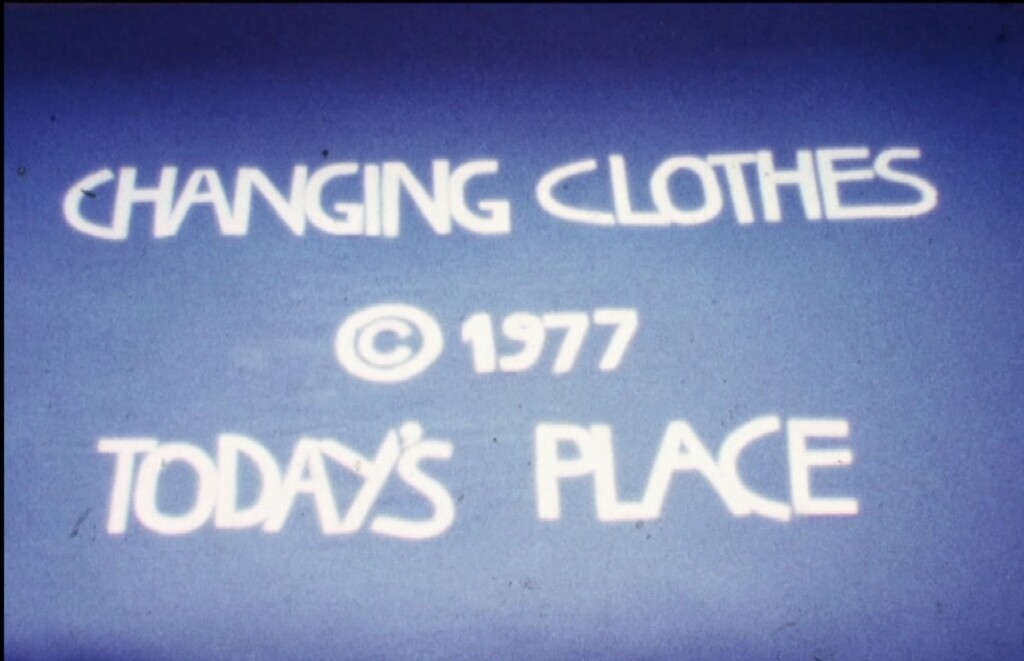 CHANGING CLOTHES
© 1977
TODAY'S PLACE